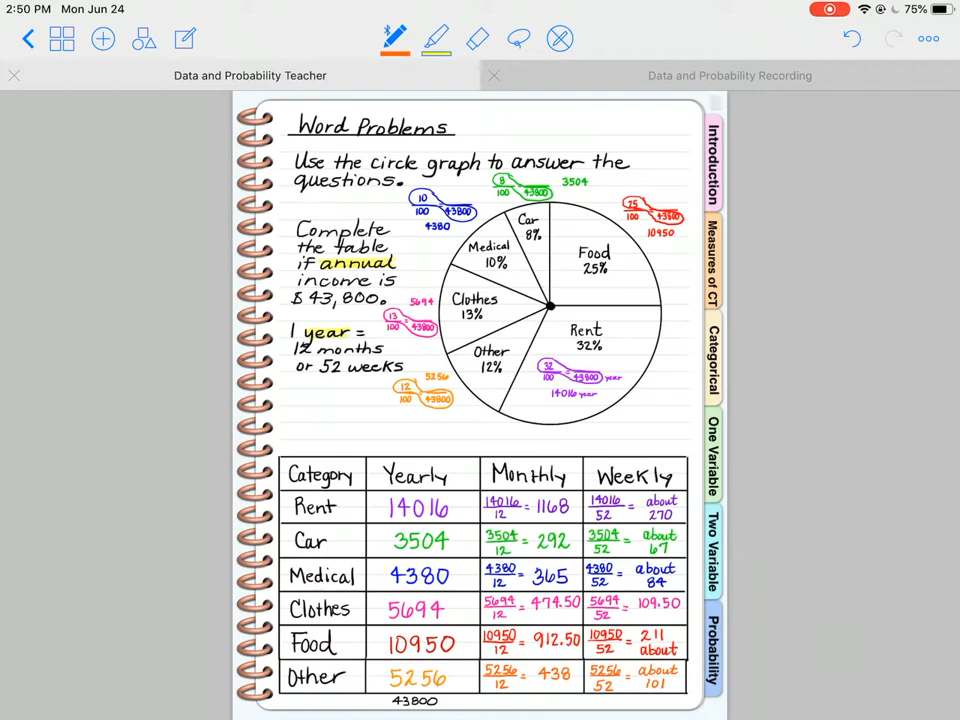 2:50 PM Mon Jun 24
75%
Data and Probability Teacher
Data and Probability Recording
Word Problems
Use the circle graph to answer the
questions.
Complete
the table
if annual
income is
$43,800.
1 year =
12 months
or 52 weeks
10/100 = 43800
4380
8/100 = 43800
3504
25/100 = 43800
10950
5694
13/100 = 43800
5256
12/100 = 43800
Car
8%
Medical
10%
Food
25%
Clothes
13%
Rent
32%
Other
12%
32/100 = 43800 year
14016 year
Category Yearly Monthly Weekly
Rent 14016 14016/12 = 1168 14016/52 = about 270
Car 3504 3504/12 = 292 3504/52 = about 67
Medical 4380 4380/12 = 365 4380/52 = about 84
Clothes 5694 5694/12 = 474.50 5694/52 = 109.50
Food 10950 10950/12 = 912.50 10950/52 = 211 about
Other 5256 5256/12 = 438 5256/52 = about 101
43800
Introduction
Measures of CT
Categorical
One Variable
Two Variable
Probability